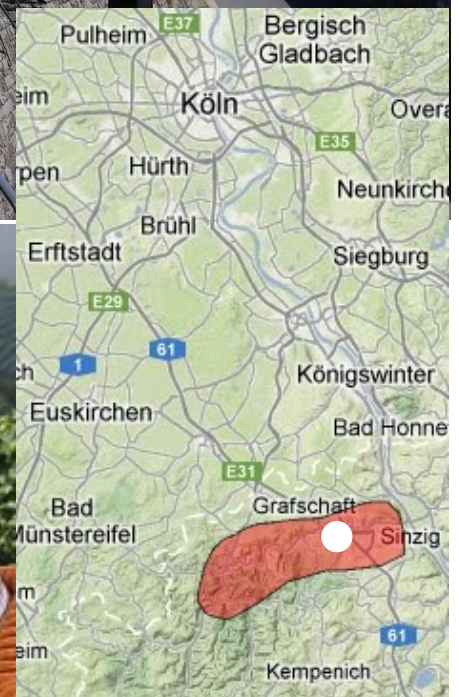 E37
Pulheim
Bergisch
Gladbach
eim
Köln
Overa
E35
rpen
Hürth
Neunkirche
Brühl
Erftstadt
Siegburg
E29
61
1
ch
Königswinter
Euskirchen
Bad Honne
E31
Grafschaft
Bad
Münstereifel
Sinzig
m
61
eim
Kempenich